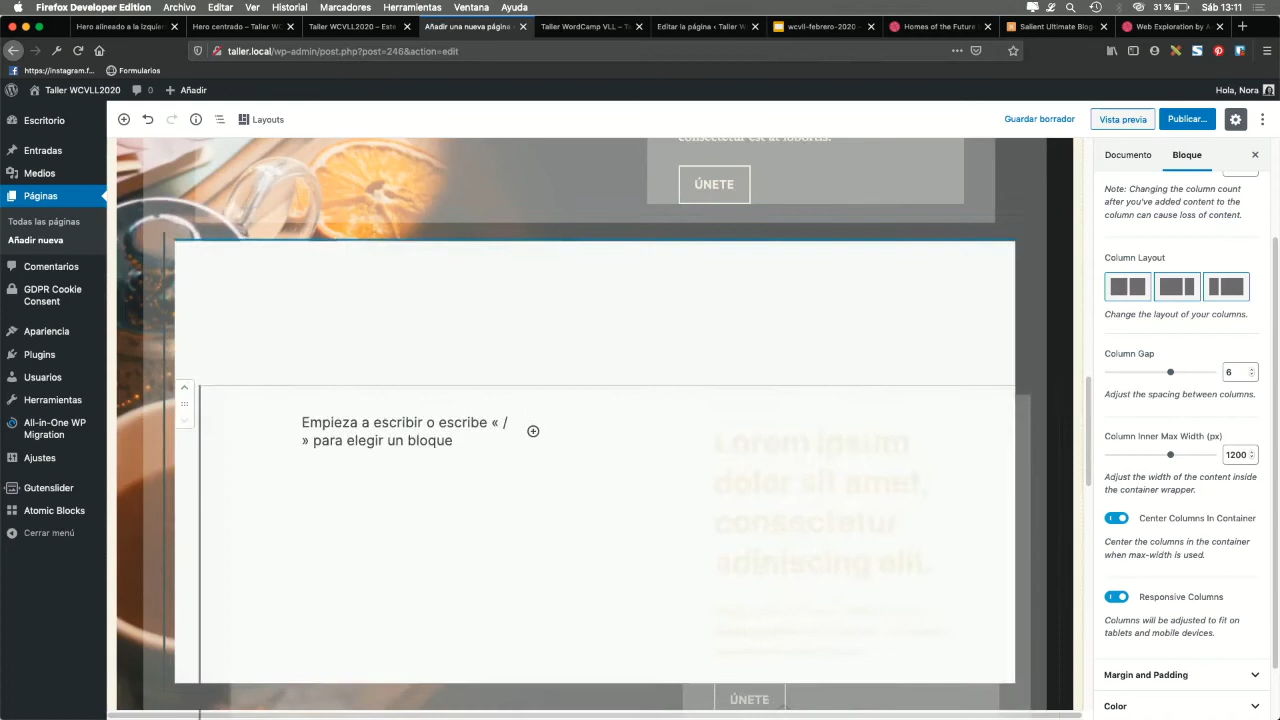 Firefox Developer Edition Archivo Editar Ver Historial Marcadores Herramientas Avanzada Ventana Ayuda Sáb 13:11
Hero alineado a la izquier Hero centrado – Taller W Taller WCVLL2020 – Este Añadir una nueva página Taller WordCamp VLL – T Editar la página ‹ Taller W wcvll-febrero-2020 – Homes of the Future Salient Ultimate Blog Web Exploration by A
taller.local/wp-admin/post.php?post=246&action=edit
https://instagram.f... Formularios
Taller WCVLL2020 0 Añadir Hola, Nora
Layouts Guardar borrador Vista previa Publicar...
Escritorio
Entradas
Medios
Páginas
Todas las páginas
Añadir nueva
Comentarios
GDPR Cookie
Consent
Apariencia
Plugins
Usuarios
Herramientas
All-in-One WP
Migration
Ajustes
Gutenslider
Atomic Blocks
Cerrar menú
consectetur est at lobortis.
ÚNETE
Empieza a escribir o escribe « /
» para elegir un bloque
Lorem ipsum
dolor sit amet,
consectetur
adipiscing elit.
ÚNETE
Documento Bloque
Note: Changing the column count
after you've added content to the
column can cause loss of content.
Column Layout
Change the layout of your columns.
Column Gap
6
Adjust the spacing between columns.
Column Inner Max Width (px)
1200
Adjust the width of the content inside
the container wrapper.
Center Columns In Container
Center the columns in the container
when max-width is used.
Responsive Columns
Columns will be adjusted to fit on
tablets and mobile devices.
Margin and Padding
Color